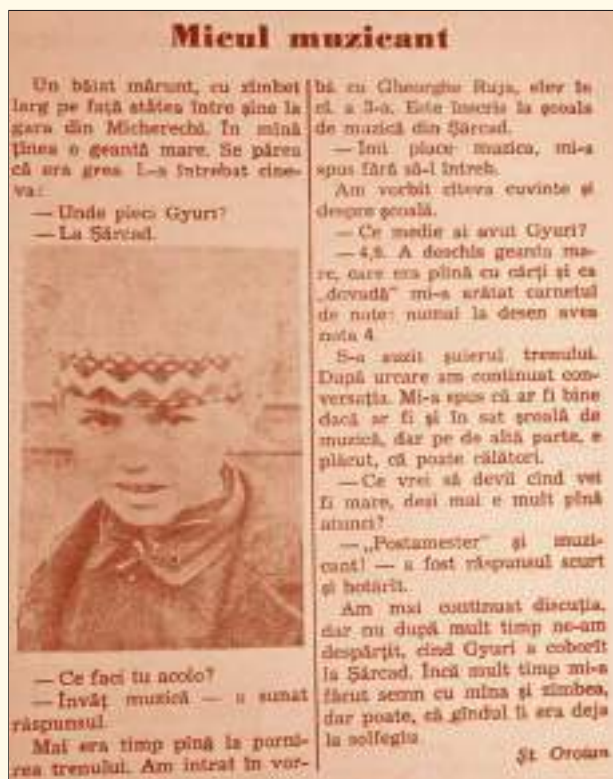 Micul muzicant
Un băiat mărunt, cu zîmbet
larg pe față stătea între șine la
gara din Micherechi. În mînă
ținea o geantă mare. Se părea
că era grea. L-a întrebat cine-
va:
— Unde pleci Gyuri?
— La Șărcad.
— Ce faci tu acolo?
— Învăț muzică — a sunat
răspunsul.
Mai era timp pînă la porni-
rea trenului. Am intrat în vor-
bă cu Gheorghe Ruja, elev în
cl. a 3-a. Este înscris la școala
de muzică din Șărcad.
— Îmi place muzica, mi-a
spus fără să-l întreb.
Am vorbit cîteva cuvinte și
despre școală.
— Ce medie ai avut Gyuri?
— 4,8. A deschis geanta ma-
re, care era plină cu cărți și ca
„dovadă” mi-a arătat carnetul
de note: numai la desen avea
nota 4.
S-a auzit șuierul trenului.
După urcare am continuat con-
versația. Mi-a spus că ar fi bine
dacă ar fi și în sat școală de
muzică, dar pe de altă parte, e
plăcut, că poate călători.
— Ce vrei să devii cînd vei
fi mare, deși mai e mult pînă
atunci?
— „Postamester” și muzi-
cant! — a fost răspunsul scurt
și hotărît.
Am mai continuat discuția,
dar nu după mult timp ne-am
despărțit, cînd Gyuri a coborît
la Șărcad. Încă mult timp mi-a
făcut semn cu mîna și zîmbea,
dar poate, că gîndul îi era deja
la solfegiu.
Șt. Oroian